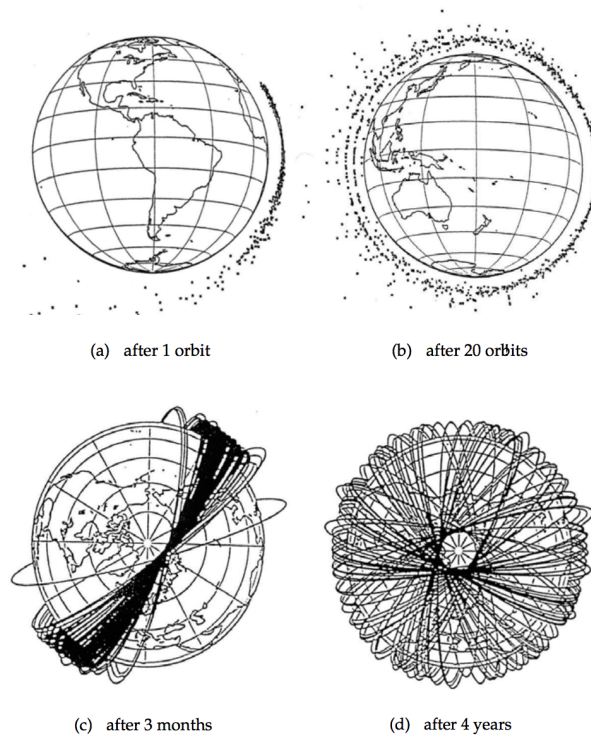 (a) after 1 orbit
(b) after 20 orbits
(c) after 3 months
(d) after 4 years